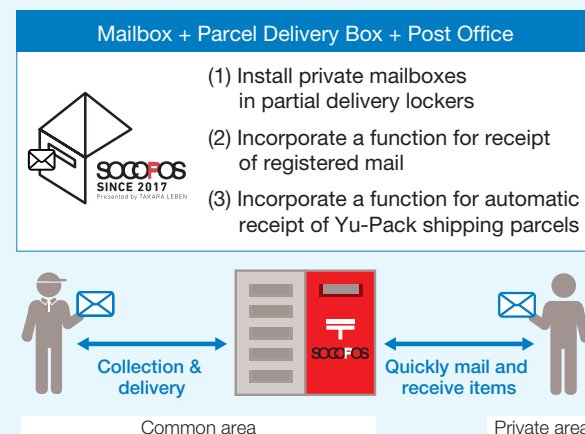 Mailbox + Parcel Delivery Box + Post Office
(1) Install private mailboxes
in partial delivery lockers
(2) Incorporate a function for receipt
of registered mail
(3) Incorporate a function for automatic
receipt of Yu-Pack shipping parcels
SOCOFOS
SINCE 2017
Presented by TAKARA LEBEN
〒
SOCOFOS
Collection &
delivery
Quickly mail and
receive items
Common area
Private area